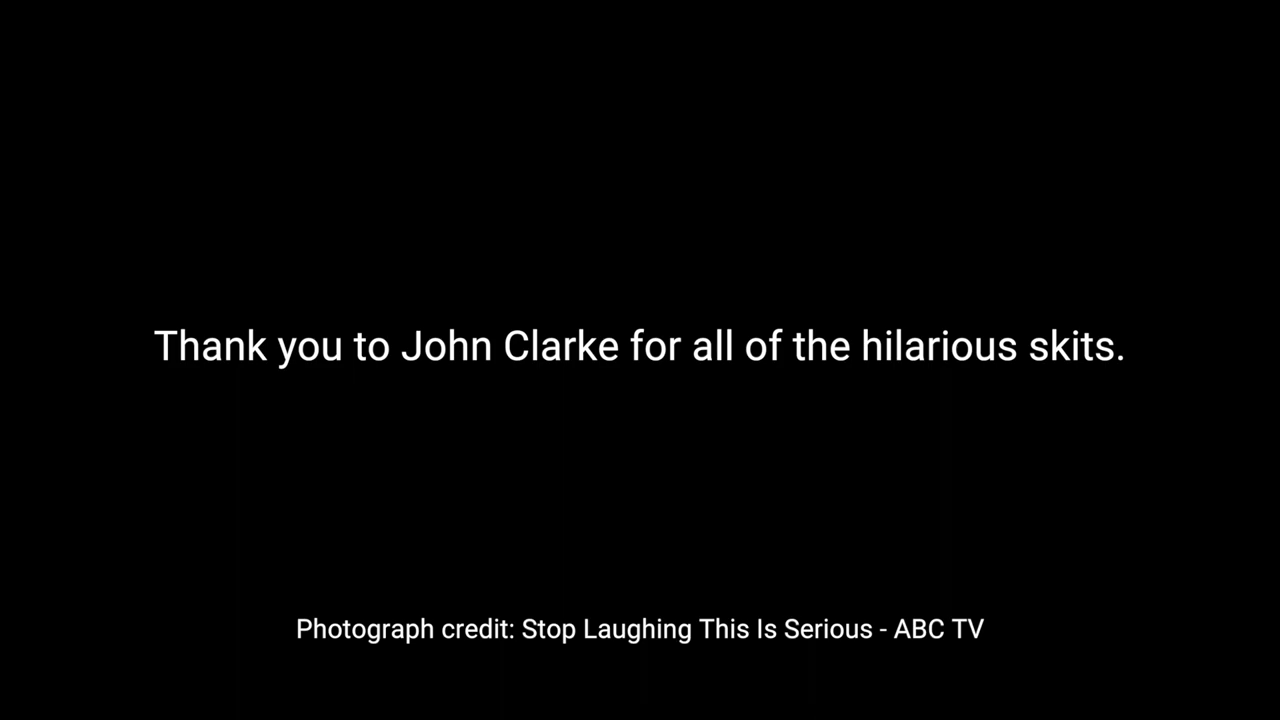 Thank you to John Clarke for all of the hilarious skits.
Photograph credit: Stop Laughing This Is Serious - ABC TV